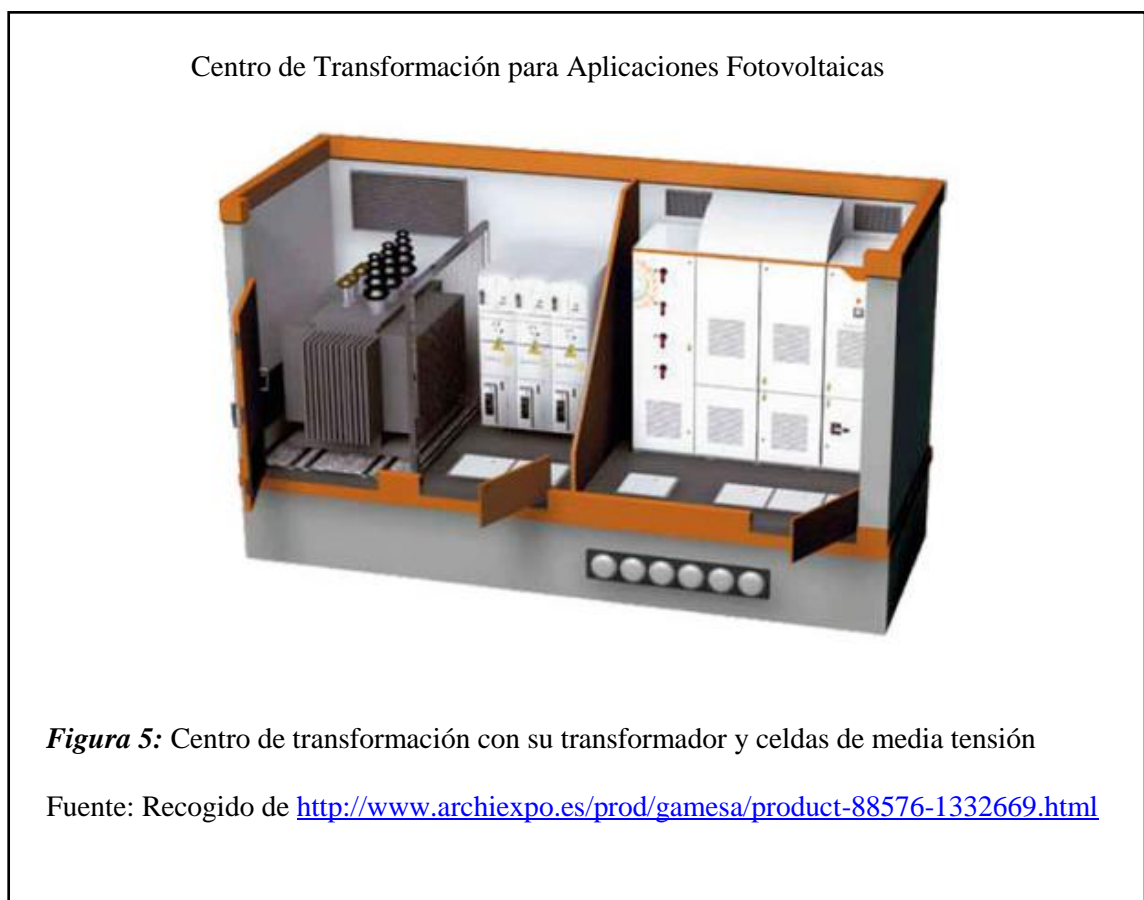 Centro de Transformación para Aplicaciones Fotovoltaicas
Figura 5: Centro de transformación con su transformador y celdas de media tensión
Fuente: Recogido de http://www.archiexpo.es/prod/gamesa/product-88576-1332669.html